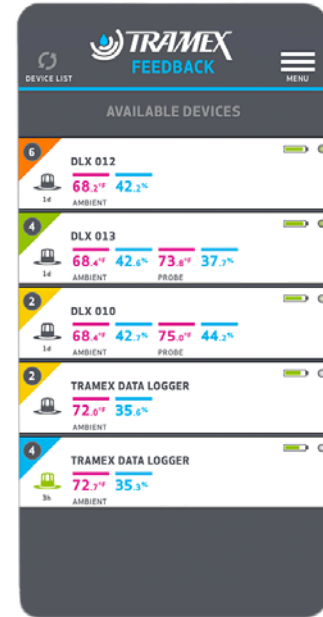 TRAMEX
FEEDBACK
DEVICE LIST
MENU
AVAILABLE DEVICES
6
DLX 012
68.2°F 42.2%
1d
AMBIENT
4
DLX 013
68.4°F 42.6% 73.8°F 37.7%
1d
AMBIENT PROBE
2
DLX 010
68.4°F 42.7% 75.0°F 44.2%
1d
AMBIENT PROBE
2
TRAMEX DATA LOGGER
72.0°F 35.6%
AMBIENT
4
TRAMEX DATA LOGGER
72.7°F 35.3%
3h
AMBIENT